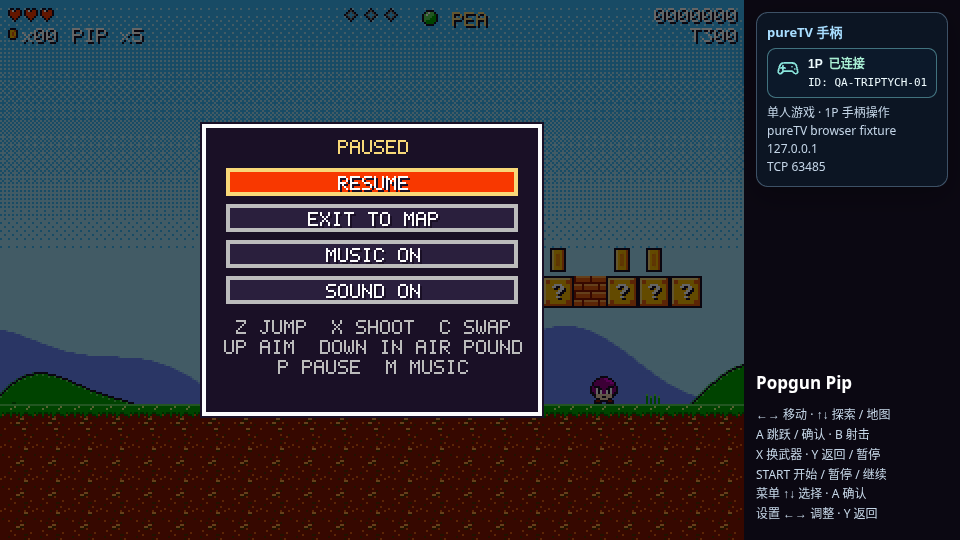 x00 PIP x5
PEA
0000000
T300
PAUSED
RESUME
EXIT TO MAP
MUSIC ON
SOUND ON
Z JUMP X SHOOT C SWAP
UP AIM DOWN IN AIR POUND
P PAUSE M MUSIC
? ? ? ?
pureTV 手柄
1P 已连接
ID: QA-TRIPTYCH-01
单人游戏 · 1P 手柄操作
pureTV browser fixture
127.0.0.1
TCP 63485
Popgun Pip
←→ 移动 · ↑↓ 探索 / 地图
A 跳跃 / 确认 · B 射击
X 换武器 · Y 返回 / 暂停
START 开始 / 暂停 / 继续
菜单 ↑↓ 选择 · A 确认
设置 ←→ 调整 · Y 返回